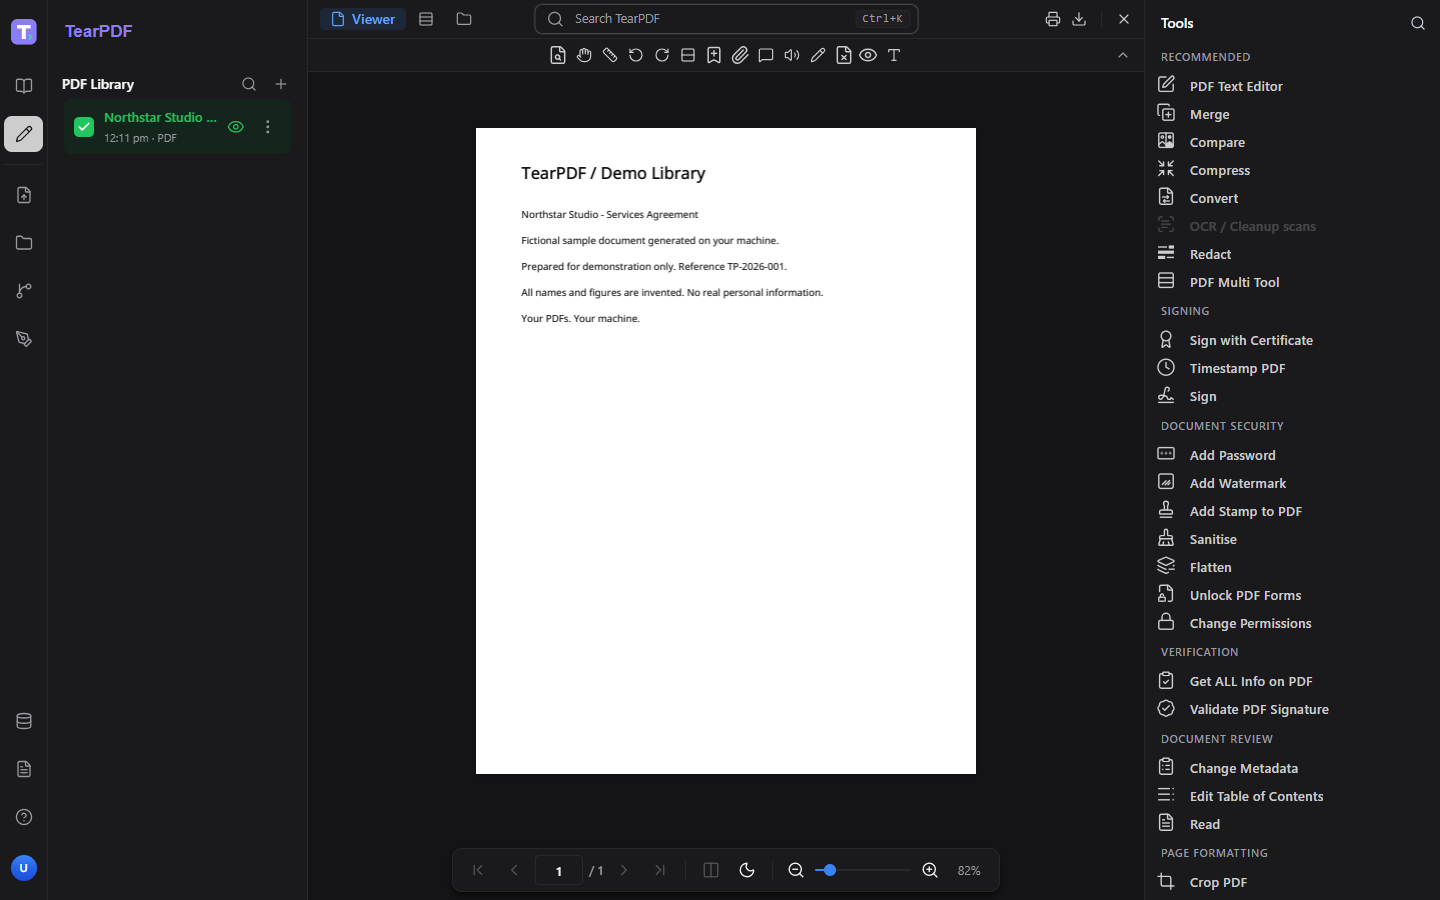 TearPDF
PDF Library
Northstar Studio ...
12:11 pm · PDF
Viewer
Search TearPDF
Ctrl+K
TearPDF / Demo Library
Northstar Studio - Services Agreement
Fictional sample document generated on your machine.
Prepared for demonstration only. Reference TP-2026-001.
All names and figures are invented. No real personal information.
Your PDFs. Your machine.
1
/ 1
82%
U
Tools
RECOMMENDED
PDF Text Editor
Merge
Compare
Compress
Convert
OCR / Cleanup scans
Redact
PDF Multi Tool
SIGNING
Sign with Certificate
Timestamp PDF
Sign
DOCUMENT SECURITY
Add Password
Add Watermark
Add Stamp to PDF
Sanitise
Flatten
Unlock PDF Forms
Change Permissions
VERIFICATION
Get ALL Info on PDF
Validate PDF Signature
DOCUMENT REVIEW
Change Metadata
Edit Table of Contents
Read
PAGE FORMATTING
Crop PDF